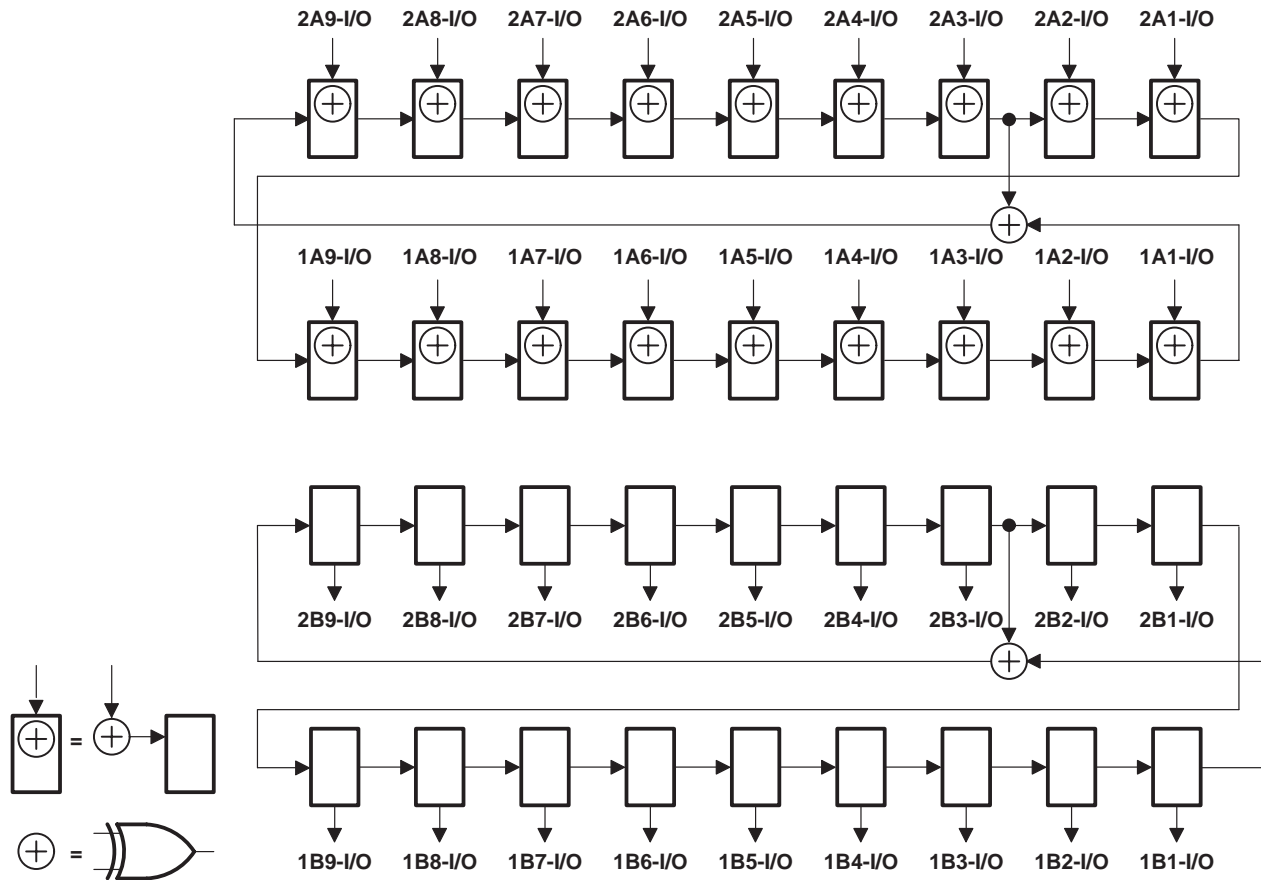 2A9-I/O 2A8-I/O 2A7-I/O 2A6-I/O 2A5-I/O 2A4-I/O 2A3-I/O 2A2-I/O 2A1-I/O
1A9-I/O 1A8-I/O 1A7-I/O 1A6-I/O 1A5-I/O 1A4-I/O 1A3-I/O 1A2-I/O 1A1-I/O
2B9-I/O 2B8-I/O 2B7-I/O 2B6-I/O 2B5-I/O 2B4-I/O 2B3-I/O 2B2-I/O 2B1-I/O
=
=
1B9-I/O 1B8-I/O 1B7-I/O 1B6-I/O 1B5-I/O 1B4-I/O 1B3-I/O 1B2-I/O 1B1-I/O